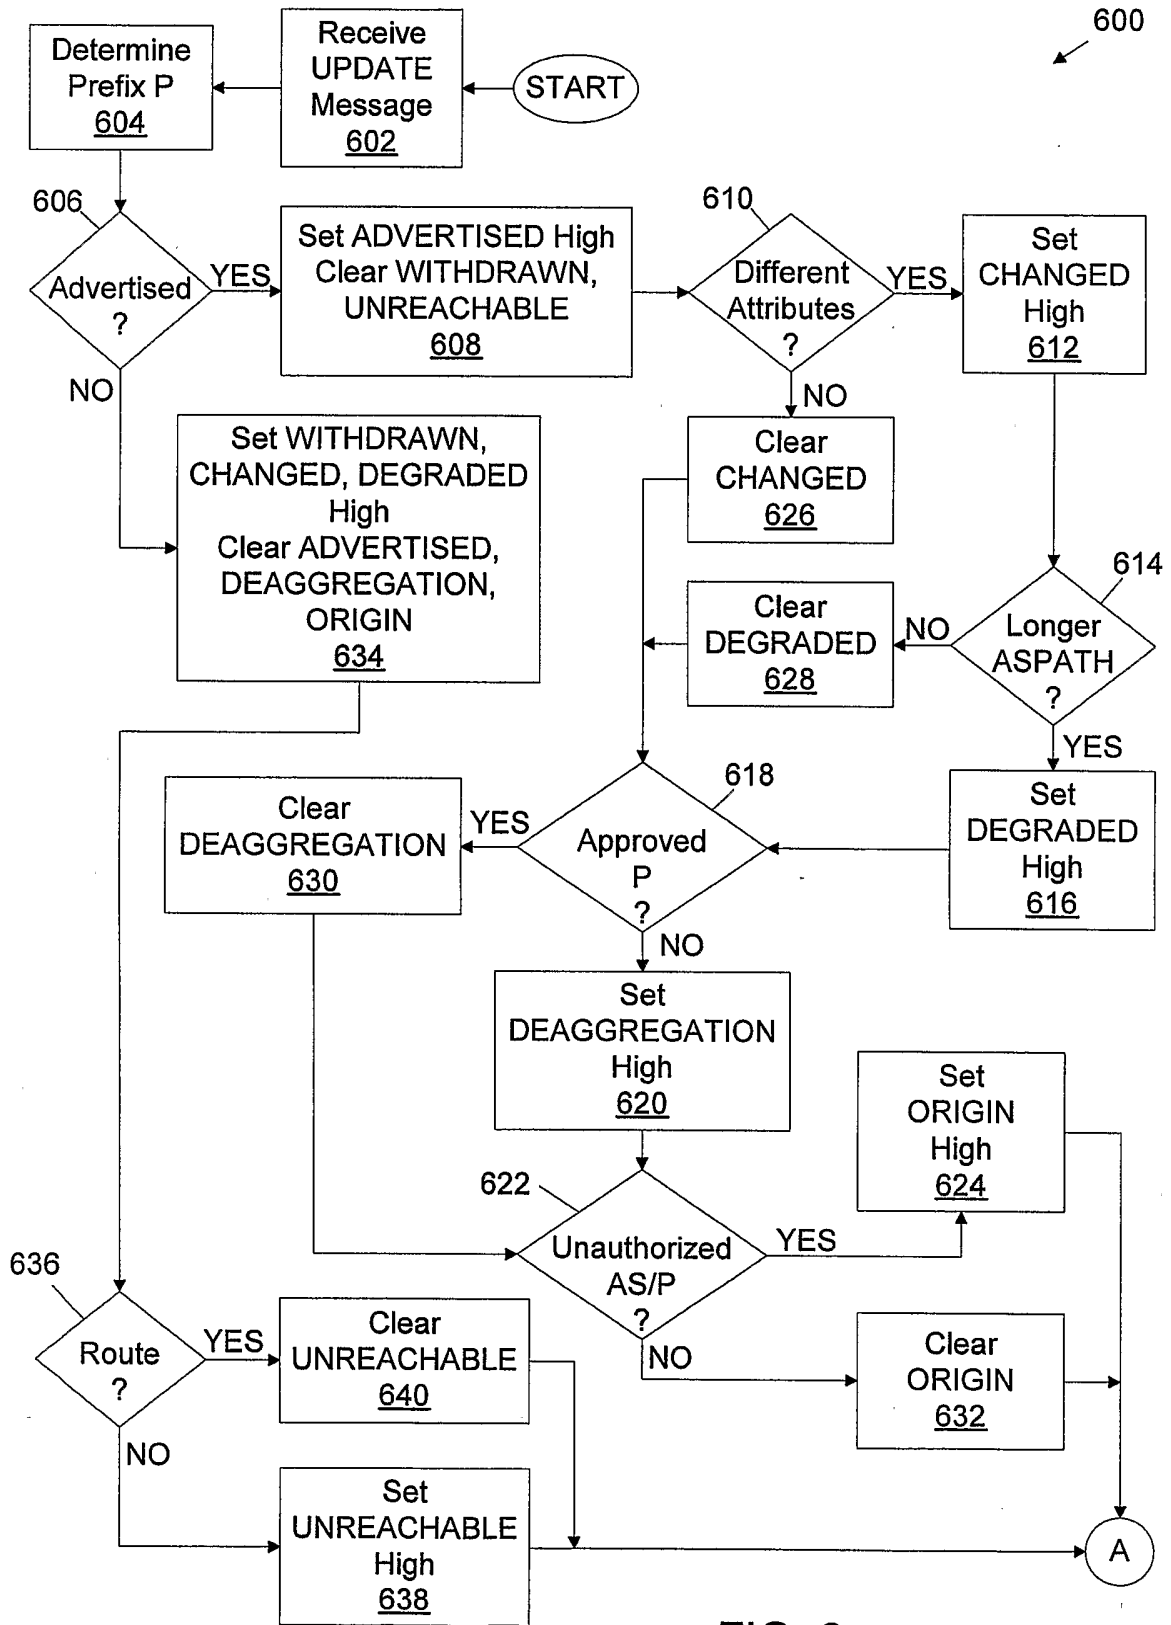 600
START
Receive
UPDATE
Message
602
Determine
Prefix P
604
606
Advertised
?
YES
NO
Set ADVERTISED High
Clear WITHDRAWN,
UNREACHABLE
608
610
Different
Attributes
?
YES
NO
Set
CHANGED
High
612
Set WITHDRAWN,
CHANGED, DEGRADED
High
Clear ADVERTISED,
DEAGGREGATION,
ORIGIN
634
Clear
CHANGED
626
614
Longer
ASPATH
?
NO
YES
Clear
DEGRADED
628
618
Approved
P
?
YES
NO
Set
DEGRADED
High
616
Clear
DEAGGREGATION
630
Set
DEAGGREGATION
High
620
622
Unauthorized
AS/P
?
YES
NO
Set
ORIGIN
High
624
Clear
ORIGIN
632
636
Route
?
YES
NO
Clear
UNREACHABLE
640
Set
UNREACHABLE
High
638
A